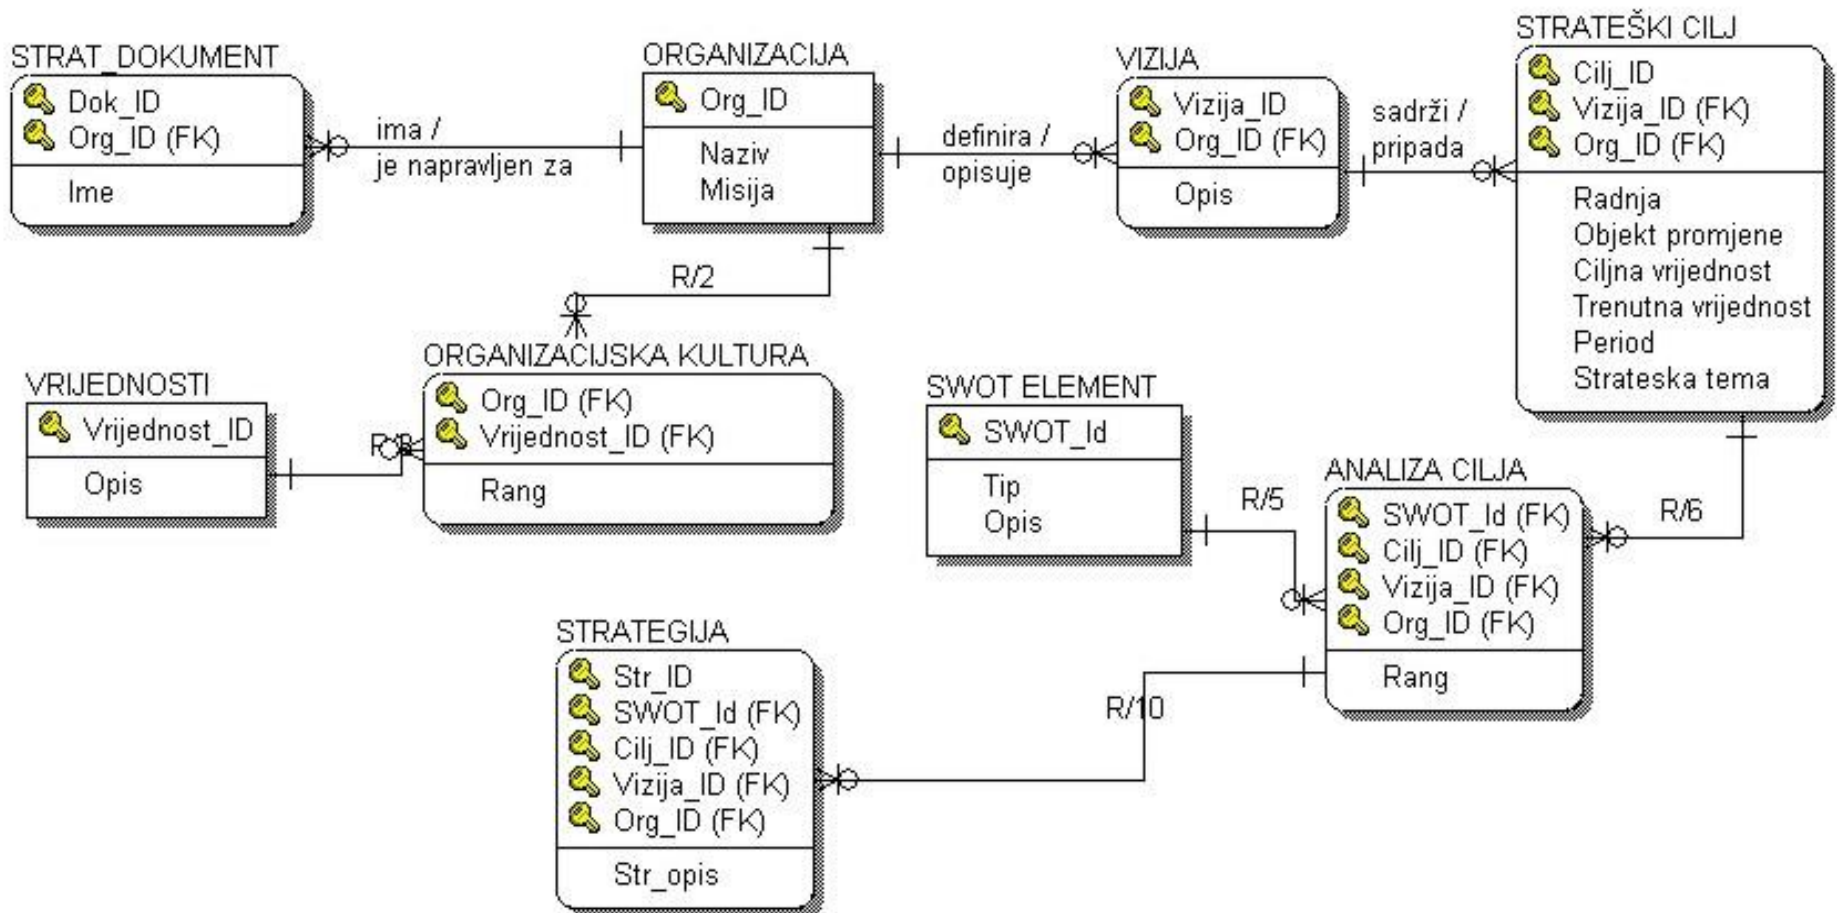 STRAT_DOKUMENT
Dok_ID
Org_ID (FK)
Ime
ima /
je napravljen za
ORGANIZACIJA
Org_ID
Naziv
Misija
definira /
opisuje
VIZIJA
Vizija_ID
Org_ID (FK)
Opis
sadrži /
pripada
STRATEŠKI CILJ
Cilj_ID
Vizija_ID (FK)
Org_ID (FK)
Radnja
Objekt promjene
Ciljna vrijednost
Trenutna vrijednost
Period
Strateska tema
R/2
VRIJEDNOSTI
Vrijednost_ID
Opis
ORGANIZACIJSKA KULTURA
Org_ID (FK)
Vrijednost_ID (FK)
Rang
SWOT ELEMENT
SWOT_Id
Tip
Opis
R/5
ANALIZA CILJA
SWOT_Id (FK)
Cilj_ID (FK)
Vizija_ID (FK)
Org_ID (FK)
Rang
R/6
STRATEGIJA
Str_ID
SWOT_Id (FK)
Cilj_ID (FK)
Vizija_ID (FK)
Org_ID (FK)
Str_opis
R/10